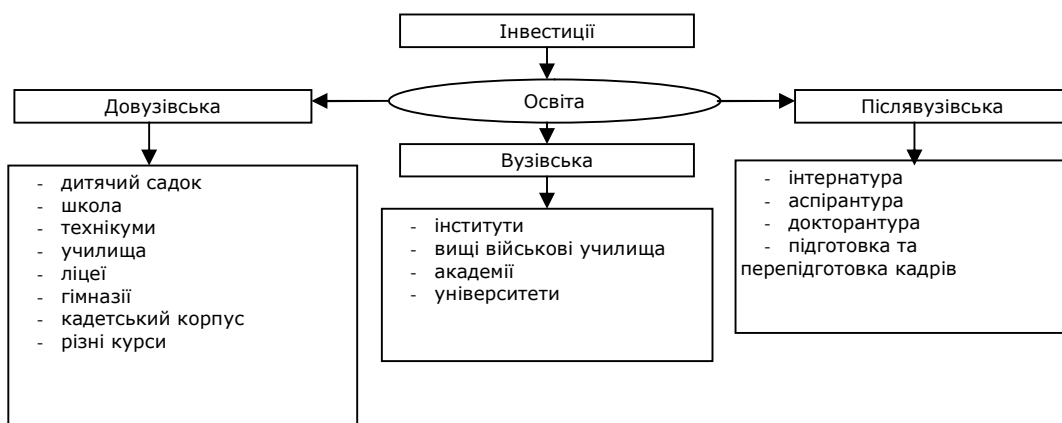 Інвестиції
Освіта
Довузівська
Післявузівська
Вузівська
- дитячий садок
- школа
- технікуми
- училища
- ліцеї
- гімназії
- кадетський корпус
- різні курси
- інститути
- вищі військові училища
- академії
- університети
- інтернатура
- аспірантура
- докторантура
- підготовка та
перепідготовка кадрів